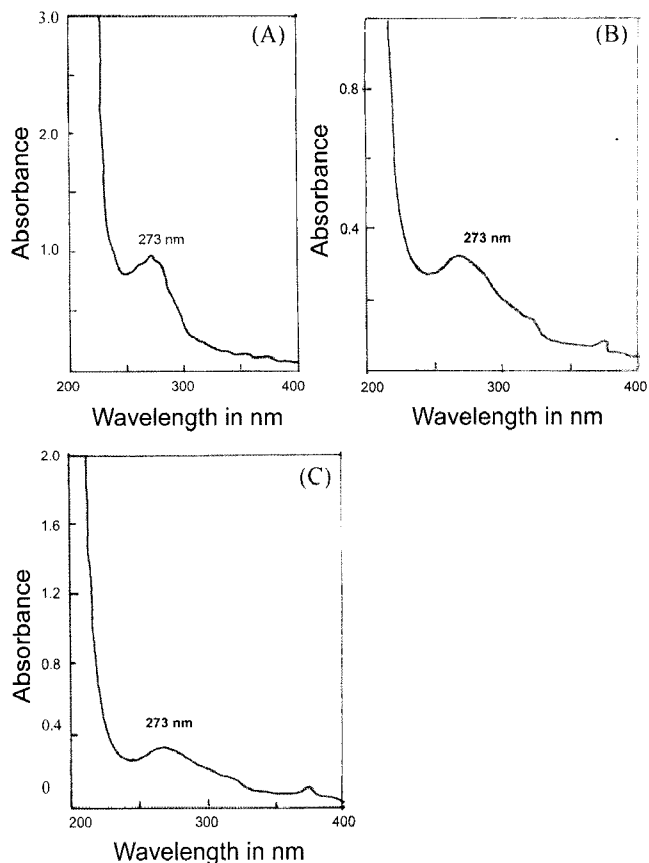 3.0
(A)
2.0
1.0
273 nm
Absorbance
200
300
400
Wavelength in nm
(B)
0.8
0.4
273 nm
Absorbance
200
300
400
Wavelength in nm
2.0
(C)
1.6
1.2
0.8
0.4
0
273 nm
Absorbance
200
300
400
Wavelength in nm